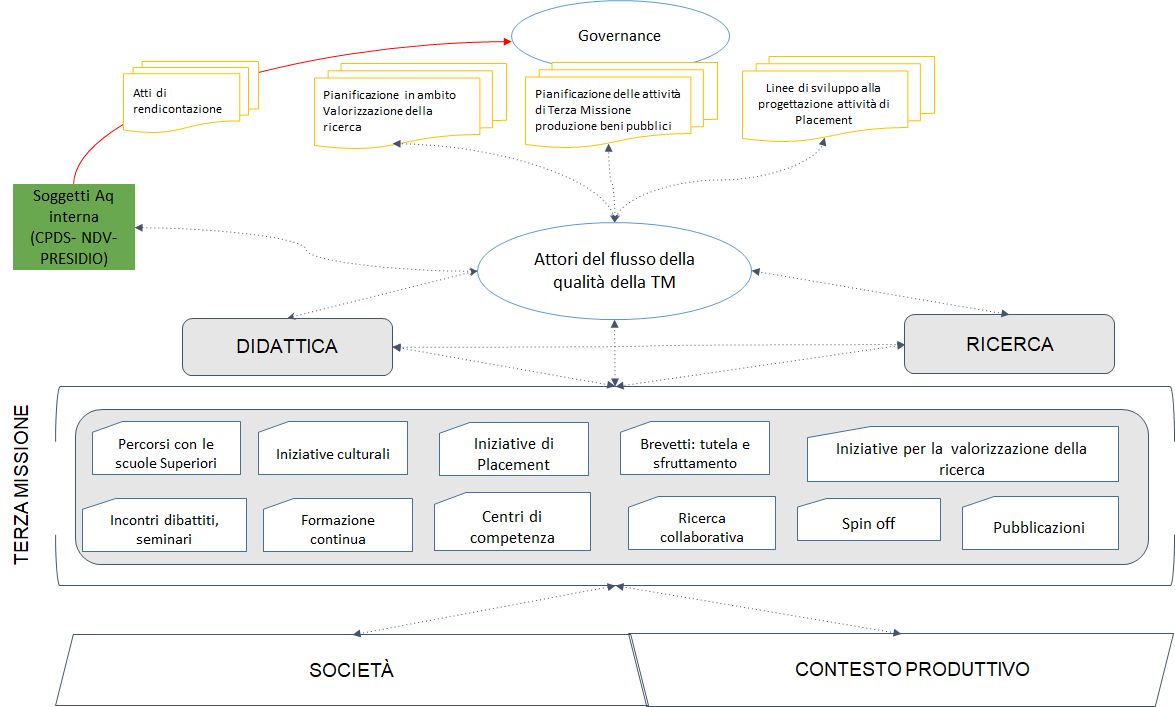 Governance
Atti di
rendicontazione
Pianificazione in ambito
Valorizzazione della
ricerca
Pianificazione delle attività
di Terza Missione
produzione beni pubblici
Linee di sviluppo alla
progettazione attività di
Placement
Soggetti Aq
interna
(CPDS- NDV-
PRESIDIO)
Attori del flusso della
qualità della TM
DIDATTICA
RICERCA
TERZA MISSIONE
Percorsi con le
scuole Superiori
Iniziative culturali
Iniziative di
Placement
Brevetti: tutela e
sfruttamento
Iniziative per la valorizzazione della
ricerca
Incontri dibattiti,
seminari
Formazione
continua
Centri di
competenza
Ricerca
collaborativa
Spin off
Pubblicazioni
SOCIETÀ
CONTESTO PRODUTTIVO